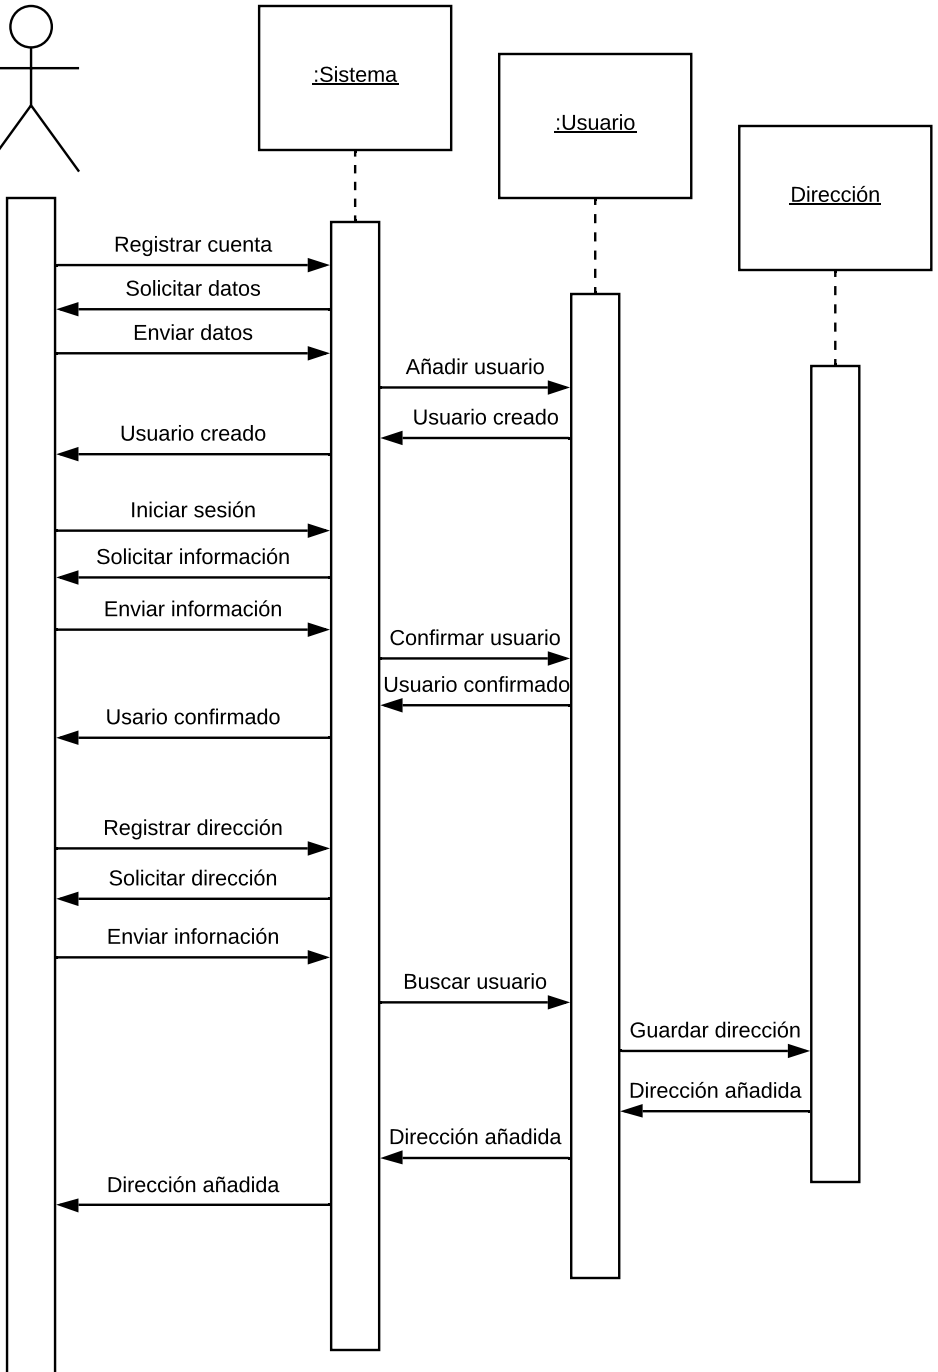 :Sistema
:Usuario
Dirección
Registrar cuenta
Solicitar datos
Enviar datos
Añadir usuario
Usuario creado
Usuario creado
Iniciar sesión
Solicitar información
Enviar información
Confirmar usuario
Usuario confirmado
Usario confirmado
Registrar dirección
Solicitar dirección
Enviar infornación
Buscar usuario
Guardar dirección
Dirección añadida
Dirección añadida
Dirección añadida